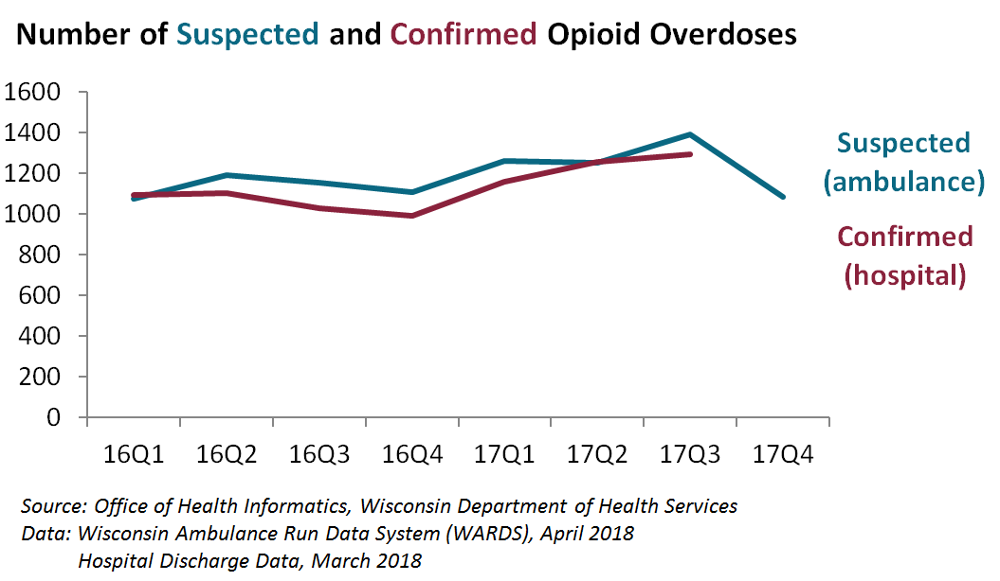 Number of Suspected and Confirmed Opioid Overdoses
1600
1400
1200
1000
800
600
400
200
0
16Q1 16Q2 16Q3 16Q4 17Q1 17Q2 17Q3 17Q4
Suspected
(ambulance)
Confirmed
(hospital)
Source: Office of Health Informatics, Wisconsin Department of Health Services
Data: Wisconsin Ambulance Run Data System (WARDS), April 2018
Hospital Discharge Data, March 2018